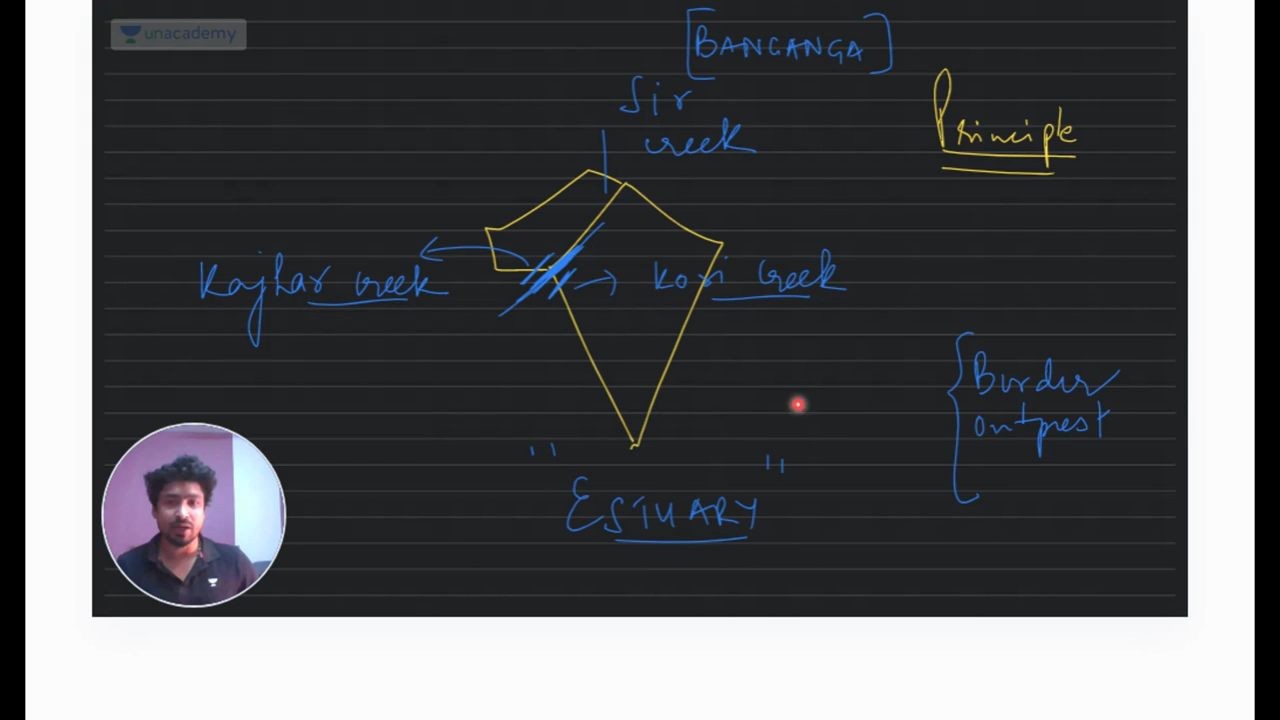 unacademy
[BANGANGA]
Sir
creek
Principle
Kajhar creek
Kori creek
Border
outpost
" ESTUARY "